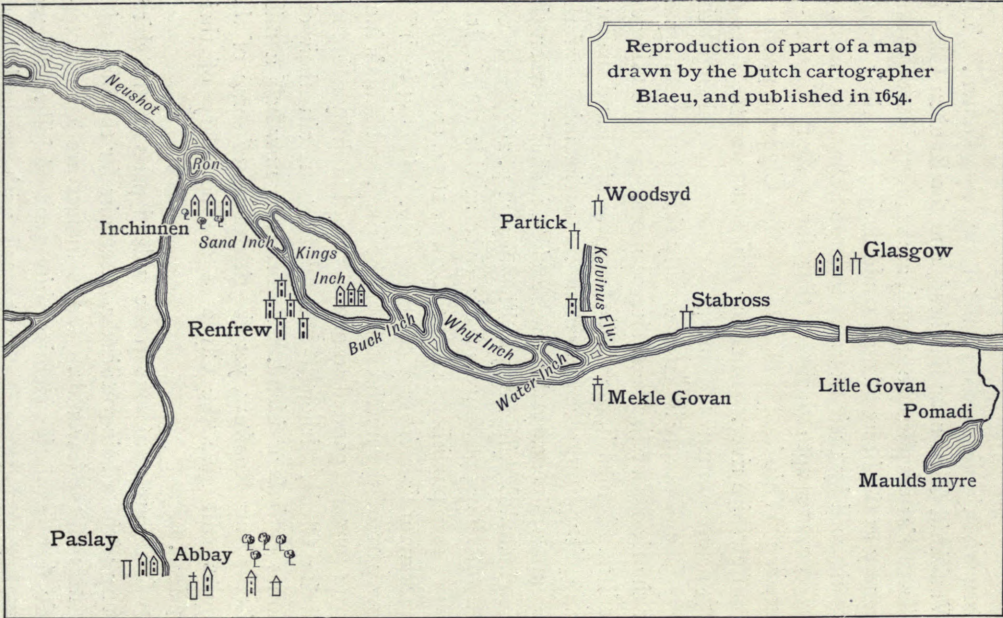 Reproduction of part of a map
drawn by the Dutch cartographer
Blaeu, and published in 1654.
Neushot
Ron
Woodsyd
Partick
Inchinnen
Sand Inch
Kings
Inch
Kelvinus Flu.
Glasgow
Stabross
Renfrew
Buck Inch
Whyt Inch
Water Inch
Mekle Govan
Litle Govan
Pomadi
Maulds myre
Paslay
Abbay